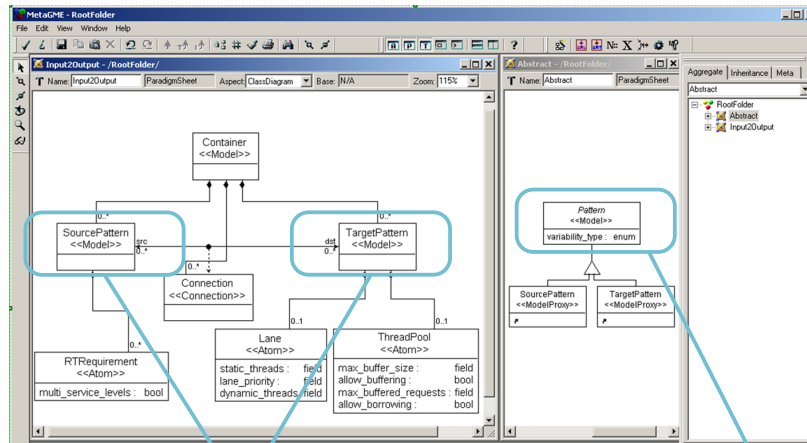 MetaGME - RootFolder
File Edit View Window Help
N= X
A P T
?
Input2Output - /RootFolder/
Name: Input2Output ParadigmSheet Aspect: ClassDiagram Base: N/A Zoom: 115%
Container
<<Model>>
0..*
0..*
SourcePattern
<<Model>>
src
0..*
dst
0..*
TargetPattern
<<Model>>
0..*
Connection
<<Connection>>
0..*
0..1
0..1
RTRequirement
<<Atom>>
multi_service_levels : bool
Lane
<<Atom>>
static_threads : field
lane_priority : field
dynamic_threads : field
ThreadPool
<<Atom>>
max_buffer_size : field
allow_buffering : bool
max_buffered_requests : field
allow_borrowing : bool
Abstract - /RootFolder/
Name: Abstract ParadigmSheet
Pattern
<<Model>>
variability_type : enum
SourcePattern
<<ModelProxy>>
TargetPattern
<<ModelProxy>>
Aggregate Inheritance Meta
Abstract
RootFolder
Abstract
Input2Output